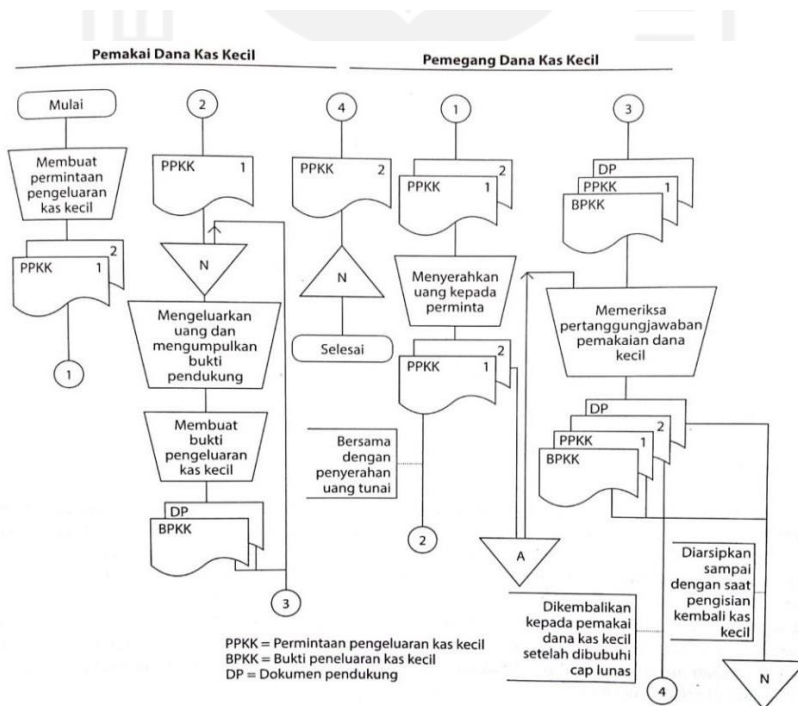 Pemakai Dana Kas Kecil
Pemegang Dana Kas Kecil
Mulai
Membuat
permintaan
pengeluaran
kas kecil
2
PPKK 1
1
2
PPKK 1
N
Mengeluarkan
uang dan
mengumpulkan
bukti
pendukung
Membuat
bukti
pengeluaran
kas kecil
DP
BPKK
3
4
PPKK 2
N
Selesai
1
2
PPKK 1
Menyerahkan
uang kepada
perminta
2
PPKK 1
Bersama
dengan
penyerahan
uang tunai
2
A
3
DP
PPKK 1
BPKK
Memeriksa
pertanggungjawaban
pemakaian dana
kecil
DP
2
PPKK 1
BPKK
Dikembalikan
kepada pemakai
dana kas kecil
setelah dibubuhi
cap lunas
4
Diarsipkan
sampai
dengan saat
pengisian
kembali kas
kecil
N
PPKK = Permintaan pengeluaran kas kecil
BPKK = Bukti peneluaran kas kecil
DP = Dokumen pendukung